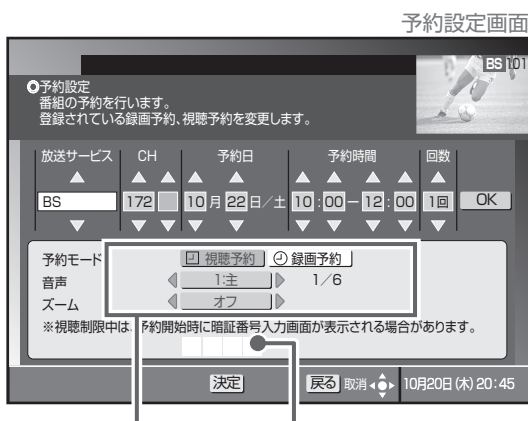 予約設定画面
BS 101
予約設定
番組の予約を行います。
登録されている録画予約、視聴予約を変更します。
放送サービス CH 予約日 予約時間 回数
BS 172 10月22日/土 10:00-12:00 1回 OK
予約モード 視聴予約 録画予約
音声 1:主 1/6
ズーム オフ
※視聴制限中は、予約開始時に暗証番号入力画面が表示される場合があります。
決定 戻る 取消 10月20日(木)20:45